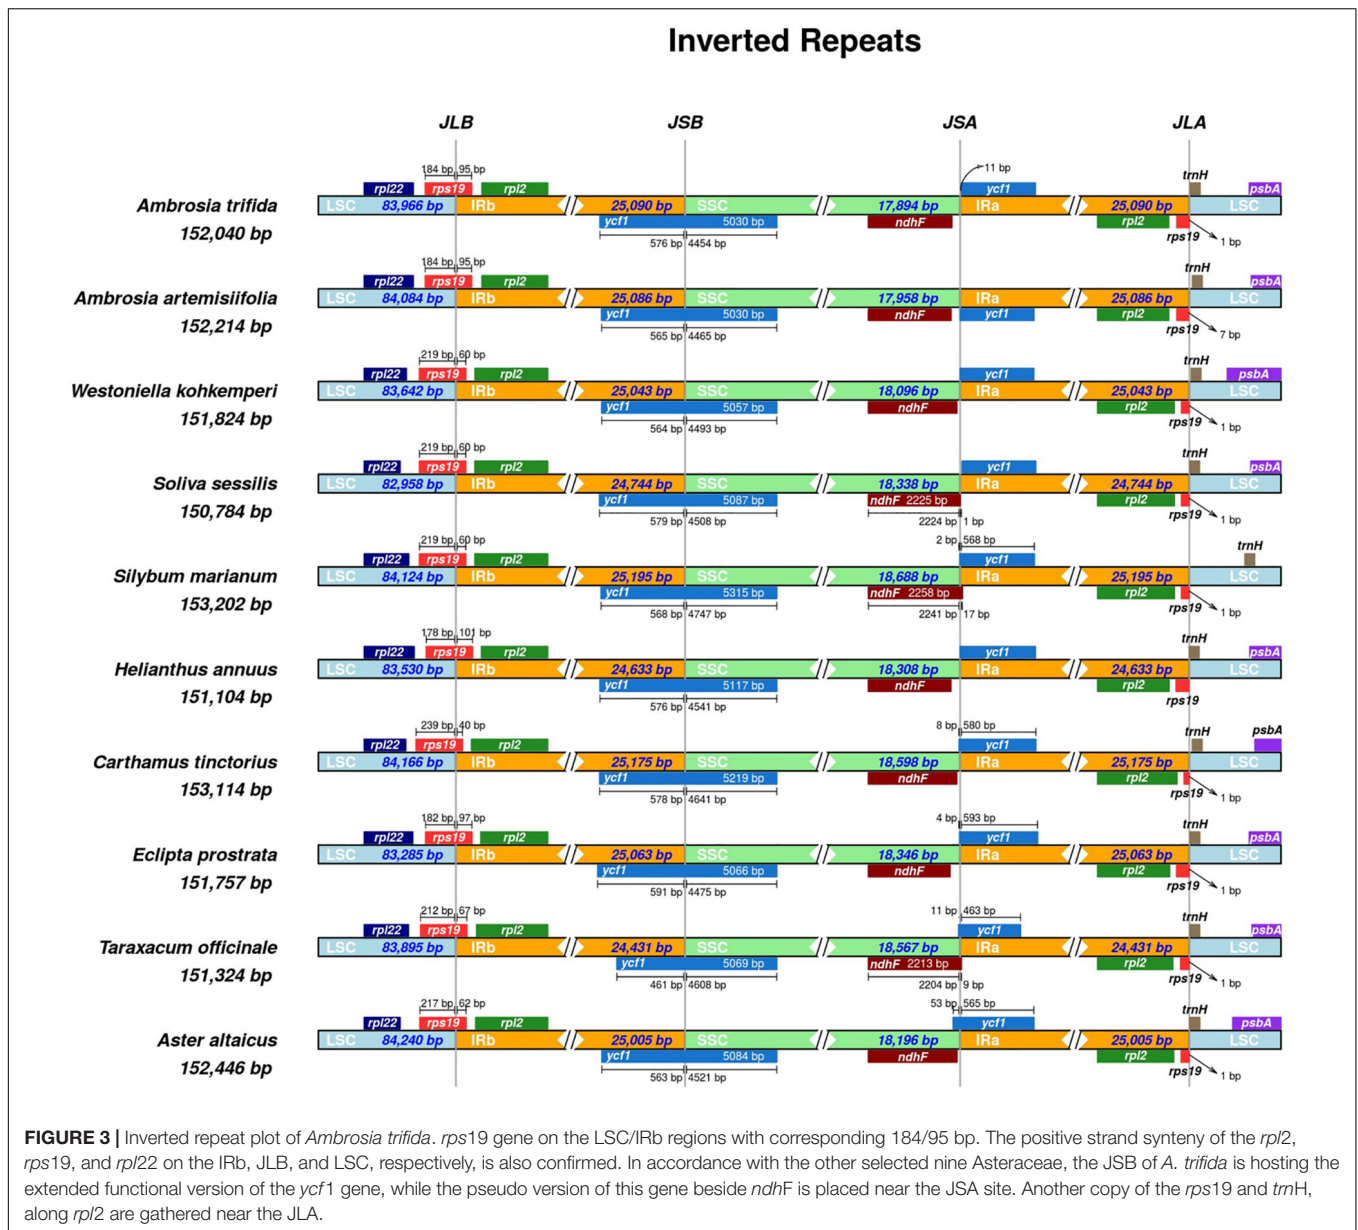 Inverted Repeats
JLB JSB JSA JLA
184 bp 95 bp 11 bp trnH
rpl22 rps19 rpl2 ycf1 psbA
Ambrosia trifida LSC 83,966 bp IRb 25,090 bp SSC 17,894 bp IRa 25,090 bp LSC
ycf1 5030 bp ndhF rpl2
152,040 bp 576 bp 4454 bp rps19 1 bp
184 bp 95 bp trnH
rpl22 rps19 rpl2 psbA
Ambrosia artemisiifolia LSC 84,084 bp IRb 25,086 bp SSC 17,958 bp IRa 25,086 bp LSC
ycf1 5030 bp ndhF ycf1 rpl2
152,214 bp 565 bp 4465 bp rps19 7 bp
219 bp 60 bp trnH
rpl22 rps19 rpl2 ycf1 psbA
Westoniella kohkemperi LSC 83,642 bp IRb 25,043 bp SSC 18,096 bp IRa 25,043 bp LSC
ycf1 5057 bp ndhF rpl2
151,824 bp 564 bp 4493 bp rps19 1 bp
219 bp 60 bp trnH
rpl22 rps19 rpl2 ycf1 psbA
Soliva sessilis LSC 82,958 bp IRb 24,744 bp SSC 18,338 bp IRa 24,744 bp LSC
ycf1 5087 bp ndhF 2225 bp rpl2
150,784 bp 579 bp 4508 bp 2224 bp 1 bp rps19 1 bp
219 bp 60 bp 2 bp 568 bp trnH
rpl22 rps19 rpl2 ycf1
Silybum marianum LSC 84,124 bp IRb 25,195 bp SSC 18,688 bp IRa 25,195 bp LSC
ycf1 5315 bp ndhF 2258 bp rpl2
153,202 bp 568 bp 4747 bp 2241 bp 17 bp rps19 1 bp
178 bp 101 bp trnH
rpl22 rps19 rpl2 ycf1 psbA
Helianthus annuus LSC 83,530 bp IRb 24,633 bp SSC 18,308 bp IRa 24,633 bp LSC
ycf1 5117 bp ndhF rpl2
151,104 bp 576 bp 4541 bp rps19
239 bp 40 bp 8 bp 580 bp trnH psbA
rpl22 rps19 rpl2 ycf1
Carthamus tinctorius LSC 84,166 bp IRb 25,175 bp SSC 18,598 bp IRa 25,175 bp LSC
ycf1 5219 bp ndhF rpl2
153,114 bp 578 bp 4641 bp rps19 1 bp
182 bp 97 bp 4 bp 593 bp trnH
rpl22 rps19 rpl2 ycf1 psbA
Eclipta prostrata LSC 83,285 bp IRb 25,063 bp SSC 18,346 bp IRa 25,063 bp LSC
ycf1 5066 bp ndhF rpl2
151,757 bp 591 bp 4475 bp rps19 1 bp
212 bp 67 bp 11 bp 463 bp trnH
rpl22 rps19 rpl2 ycf1 psbA
Taraxacum officinale LSC 83,895 bp IRb 24,431 bp SSC 18,567 bp IRa 24,431 bp LSC
ycf1 5069 bp ndhF 2213 bp rpl2
151,324 bp 461 bp 4608 bp 2204 bp 9 bp rps19 1 bp
217 bp 62 bp 53 bp 565 bp trnH
rpl22 rps19 rpl2 ycf1 psbA
Aster altaicus LSC 84,240 bp IRb 25,005 bp SSC 18,196 bp IRa 25,005 bp LSC
ycf1 5084 bp ndhF rpl2
152,446 bp 563 bp 4521 bp rps19 1 bp
FIGURE 3 | Inverted repeat plot of Ambrosia trifida. rps19 gene on the LSC/IRb regions with corresponding 184/95 bp. The positive strand synteny of the rpl2,
rps19, and rpl22 on the IRb, JLB, and LSC, respectively, is also confirmed. In accordance with the other selected nine Asteraceae, the JSB of A. trifida is hosting the
extended functional version of the ycf1 gene, while the pseudo version of this gene beside ndhF is placed near the JSA site. Another copy of the rps19 and trnH,
along rpl2 are gathered near the JLA.